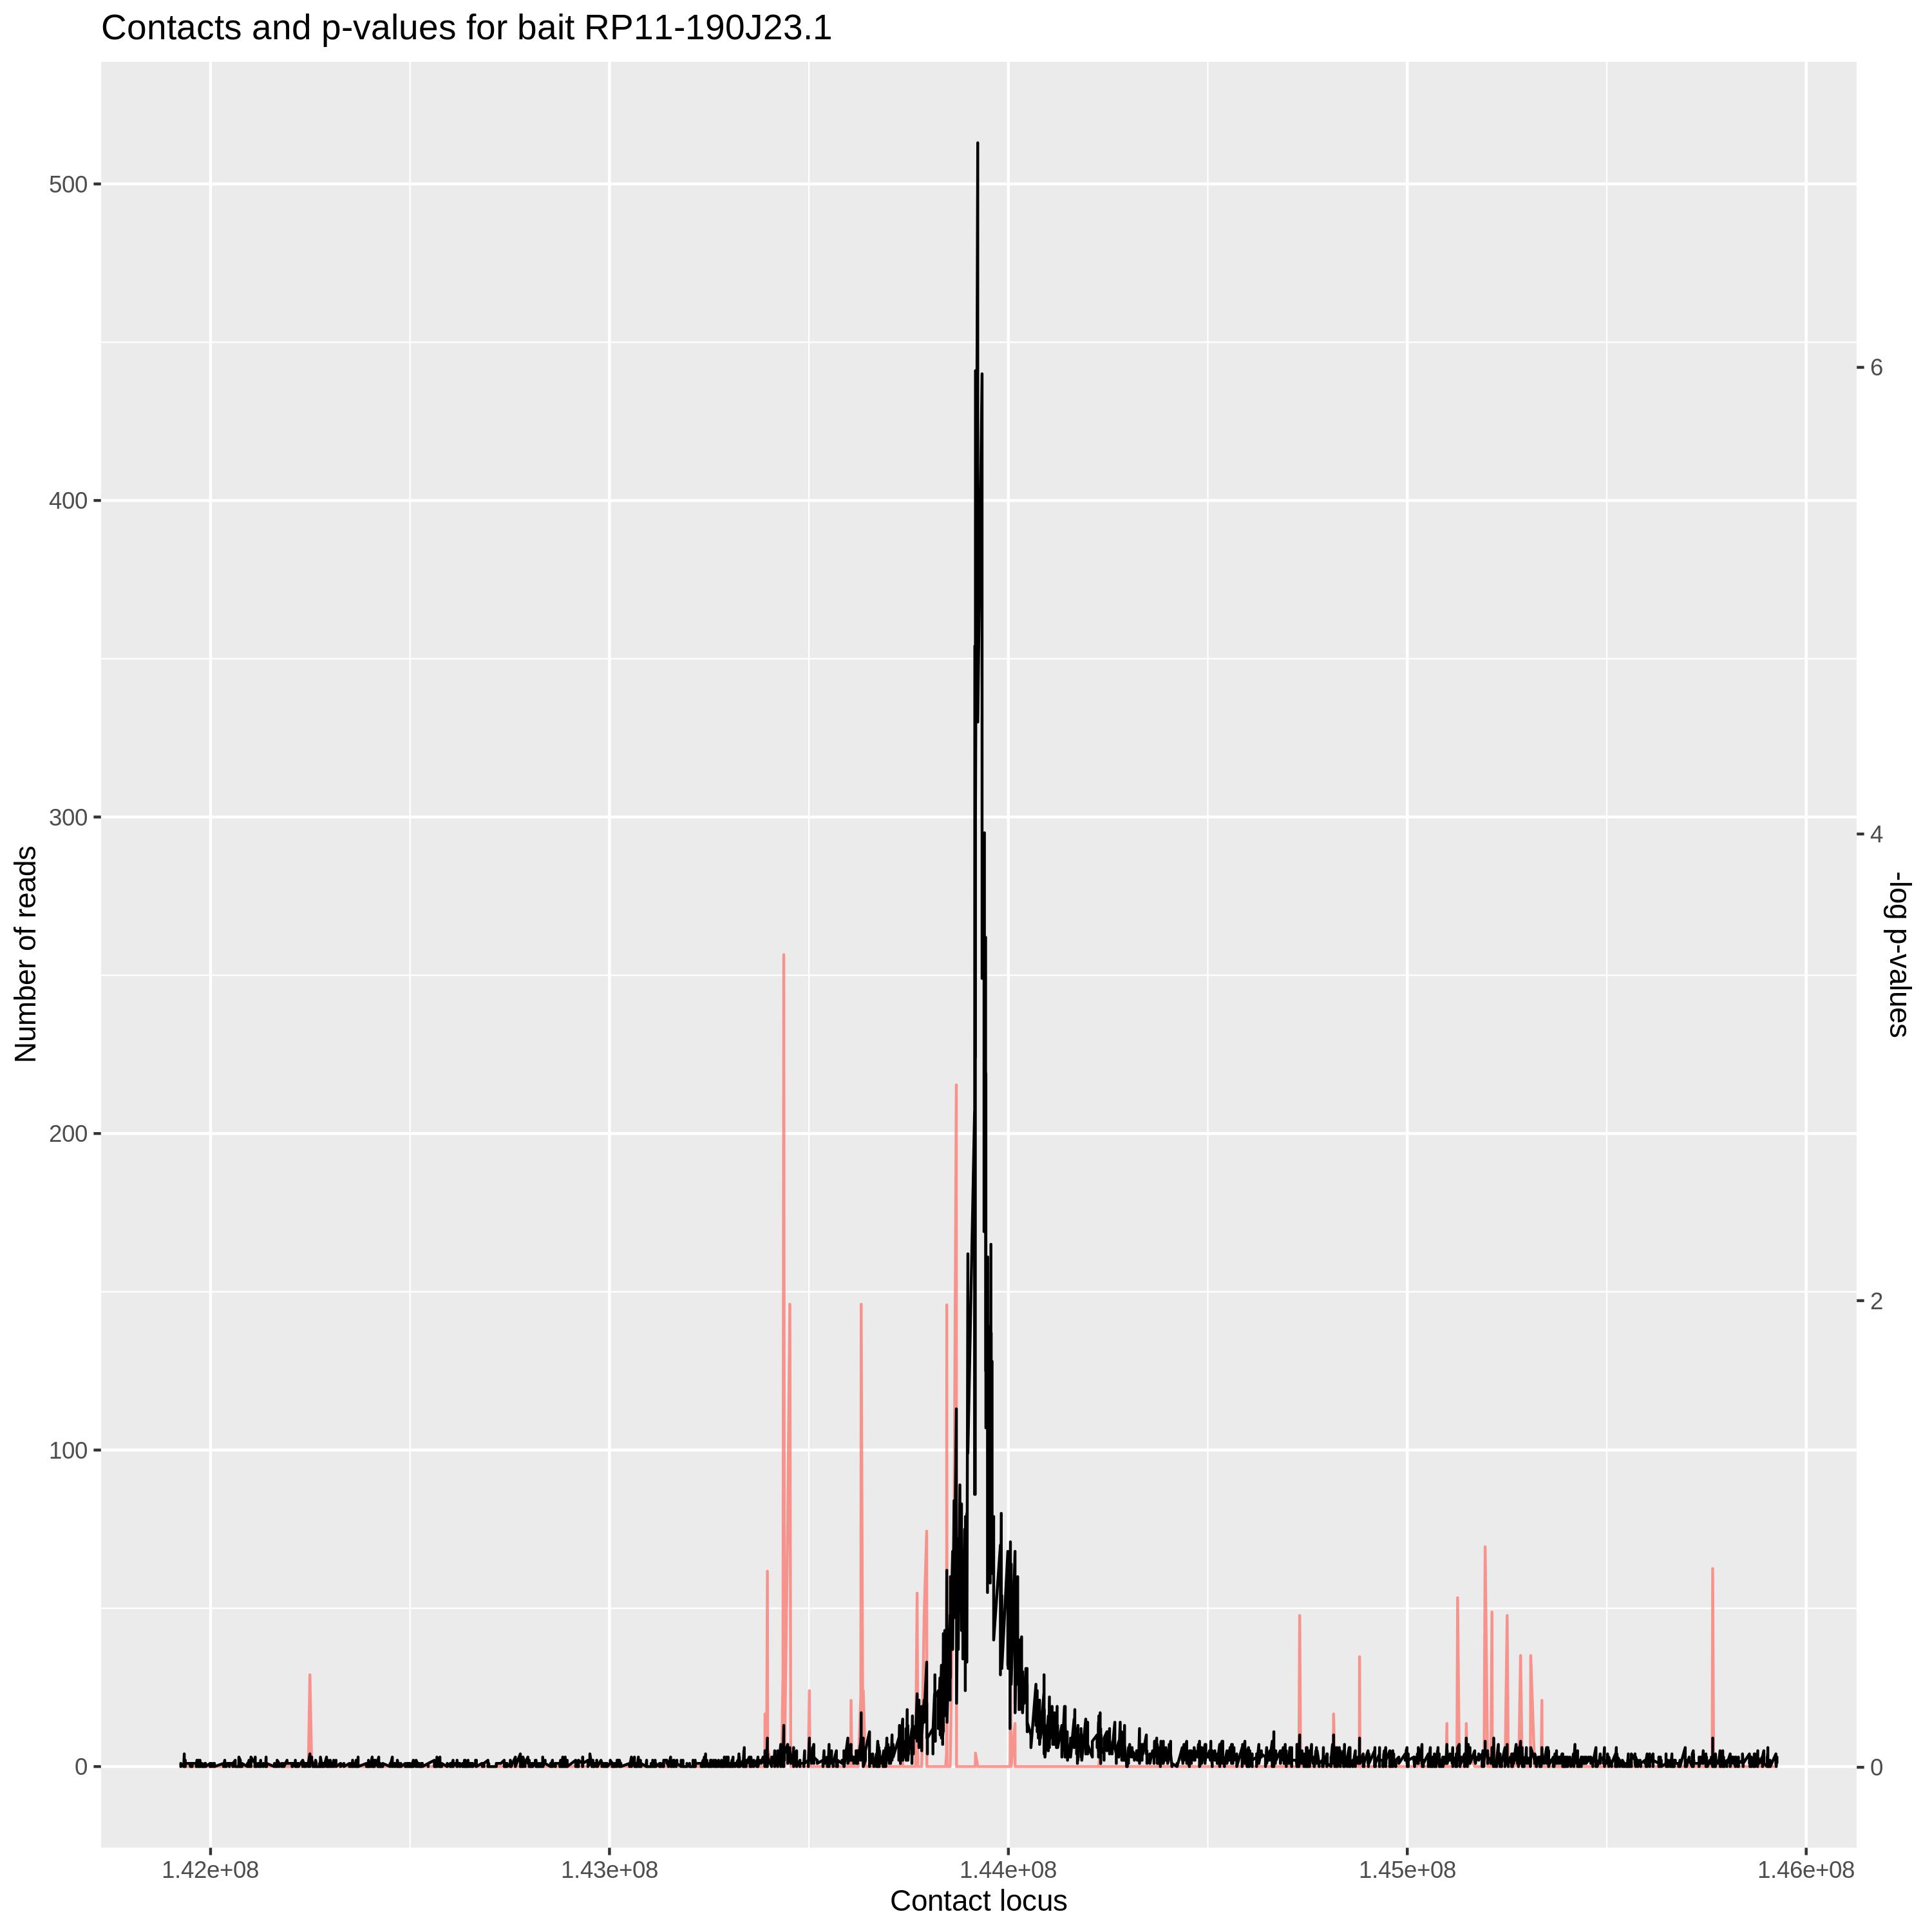 Contacts and p-values for bait RP11-190J23.1
500
400
300
200
100
0
Number of reads
6
4
2
0
-log p-values
1.42e+08
1.43e+08
1.44e+08
1.45e+08
1.46e+08
Contact locus